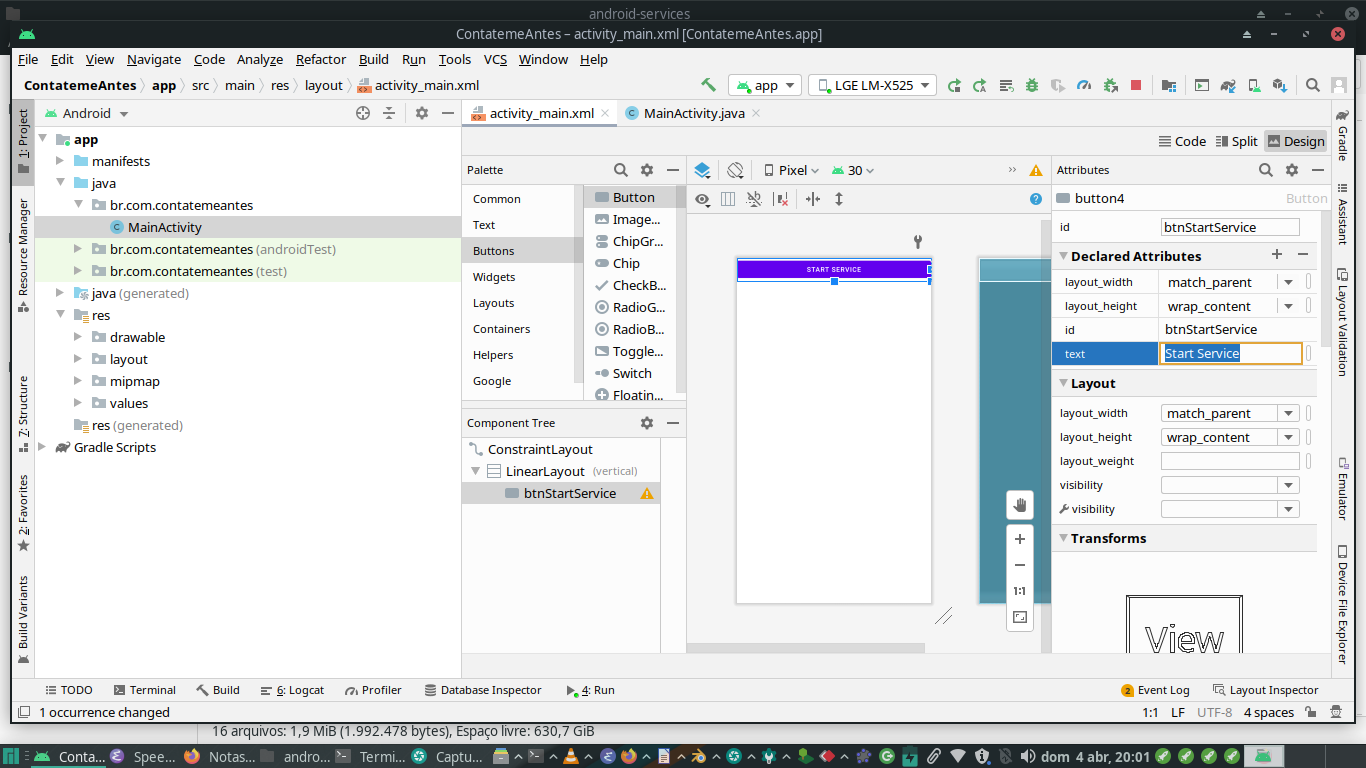 android-services
ContatemeAntes – activity_main.xml [ContatemeAntes.app]
File Edit View Navigate Code Analyze Refactor Build Run Tools VCS Window Help
ContatemeAntes app src main res layout activity_main.xml
app LGE LM-X525
1: Project
Resource Manager
7: Structure
2: Favorites
Build Variants
Android
app
manifests
java
br.com.contatemeantes
MainActivity
br.com.contatemeantes (androidTest)
br.com.contatemeantes (test)
java (generated)
res
drawable
layout
mipmap
values
res (generated)
Gradle Scripts
activity_main.xml MainActivity.java
Code Split Design
Palette
Common
Text
Buttons
Widgets
Layouts
Containers
Helpers
Google
Button
Image...
ChipGr...
Chip
CheckB...
RadioG...
RadioB...
Toggle...
Switch
Floatin...
Component Tree
ConstraintLayout
LinearLayout (vertical)
btnStartService
Pixel 30
START SERVICE
1:1
Attributes
button4 Button
id btnStartService
Declared Attributes
layout_width match_parent
layout_height wrap_content
id btnStartService
text Start Service
Layout
layout_width match_parent
layout_height wrap_content
layout_weight
visibility
visibility
Transforms
View
Gradle
Assistant
Layout Validation
Emulator
Device File Explorer
TODO Terminal Build 6: Logcat Profiler Database Inspector 4: Run 2 Event Log Layout Inspector
1 occurrence changed 1:1 LF UTF-8 4 spaces
16 arquivos: 1,9 MiB (1.992.478 bytes), Espaço livre: 630,7 GiB
Conta... Spee... Notas... andro... Termi... Captu... dom 4 abr, 20:01